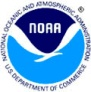 NATIONAL OCEANIC AND ATMOSPHERIC ADMINISTRATION
NOAA
U.S. DEPARTMENT OF COMMERCE